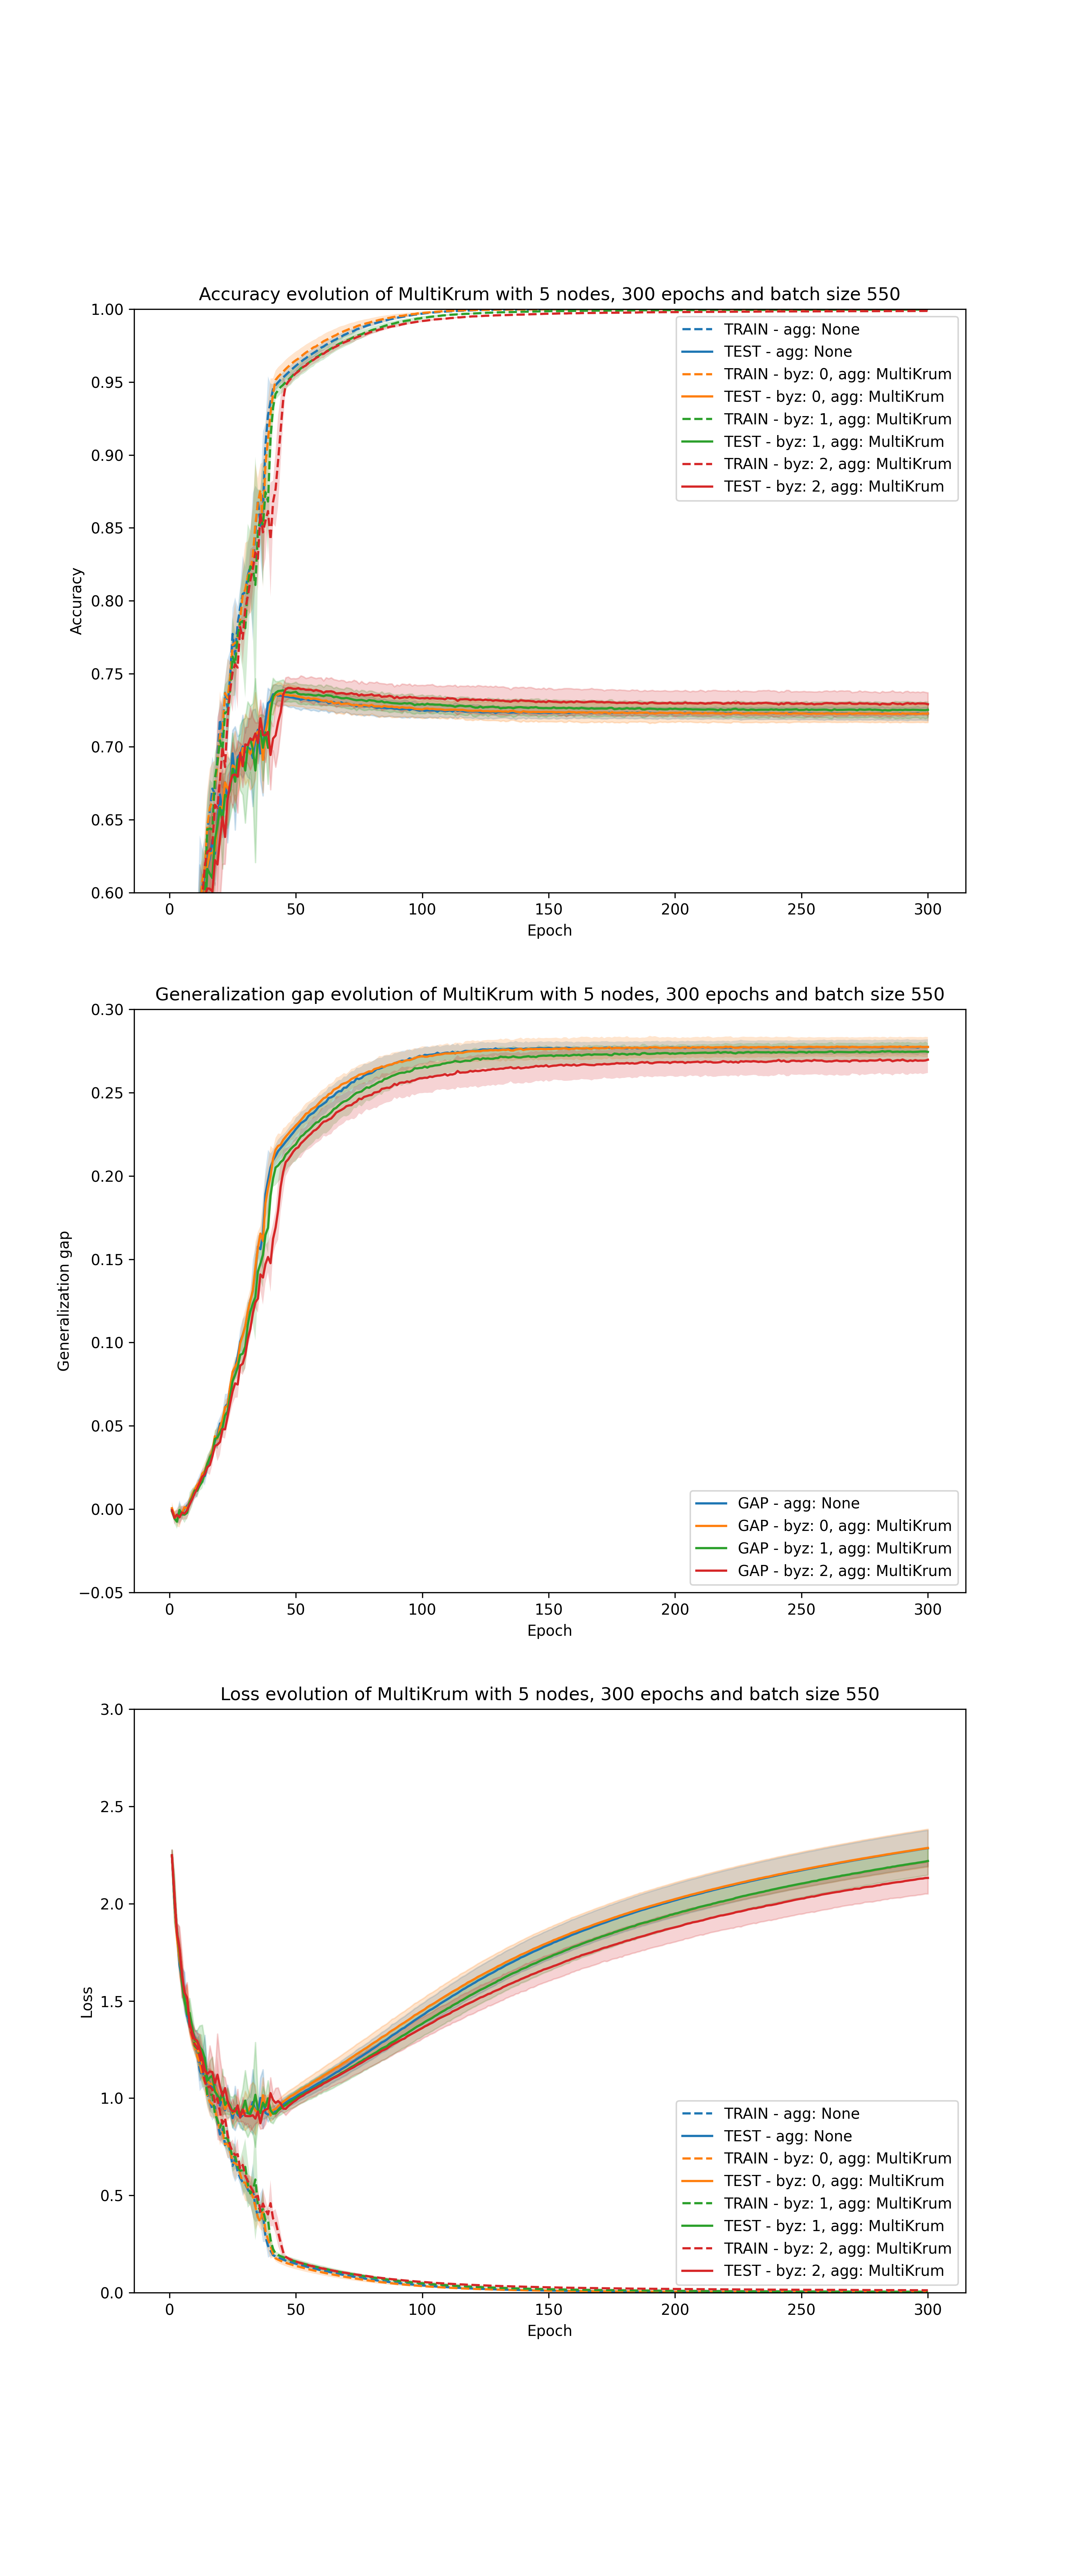 Accuracy evolution of MultiKrum with 5 nodes, 300 epochs and batch size 550
1.00
0.95
0.90
0.85
0.80
0.75
0.70
0.65
0.60
Accuracy
TRAIN - agg: None
TEST - agg: None
TRAIN - byz: 0, agg: MultiKrum
TEST - byz: 0, agg: MultiKrum
TRAIN - byz: 1, agg: MultiKrum
TEST - byz: 1, agg: MultiKrum
TRAIN - byz: 2, agg: MultiKrum
TEST - byz: 2, agg: MultiKrum
0 50 100 150 200 250 300
Epoch
Generalization gap evolution of MultiKrum with 5 nodes, 300 epochs and batch size 550
0.30
0.25
0.20
0.15
0.10
0.05
0.00
−0.05
Generalization gap
GAP - agg: None
GAP - byz: 0, agg: MultiKrum
GAP - byz: 1, agg: MultiKrum
GAP - byz: 2, agg: MultiKrum
0 50 100 150 200 250 300
Epoch
Loss evolution of MultiKrum with 5 nodes, 300 epochs and batch size 550
3.0
2.5
2.0
1.5
1.0
0.5
0.0
Loss
TRAIN - agg: None
TEST - agg: None
TRAIN - byz: 0, agg: MultiKrum
TEST - byz: 0, agg: MultiKrum
TRAIN - byz: 1, agg: MultiKrum
TEST - byz: 1, agg: MultiKrum
TRAIN - byz: 2, agg: MultiKrum
TEST - byz: 2, agg: MultiKrum
0 50 100 150 200 250 300
Epoch